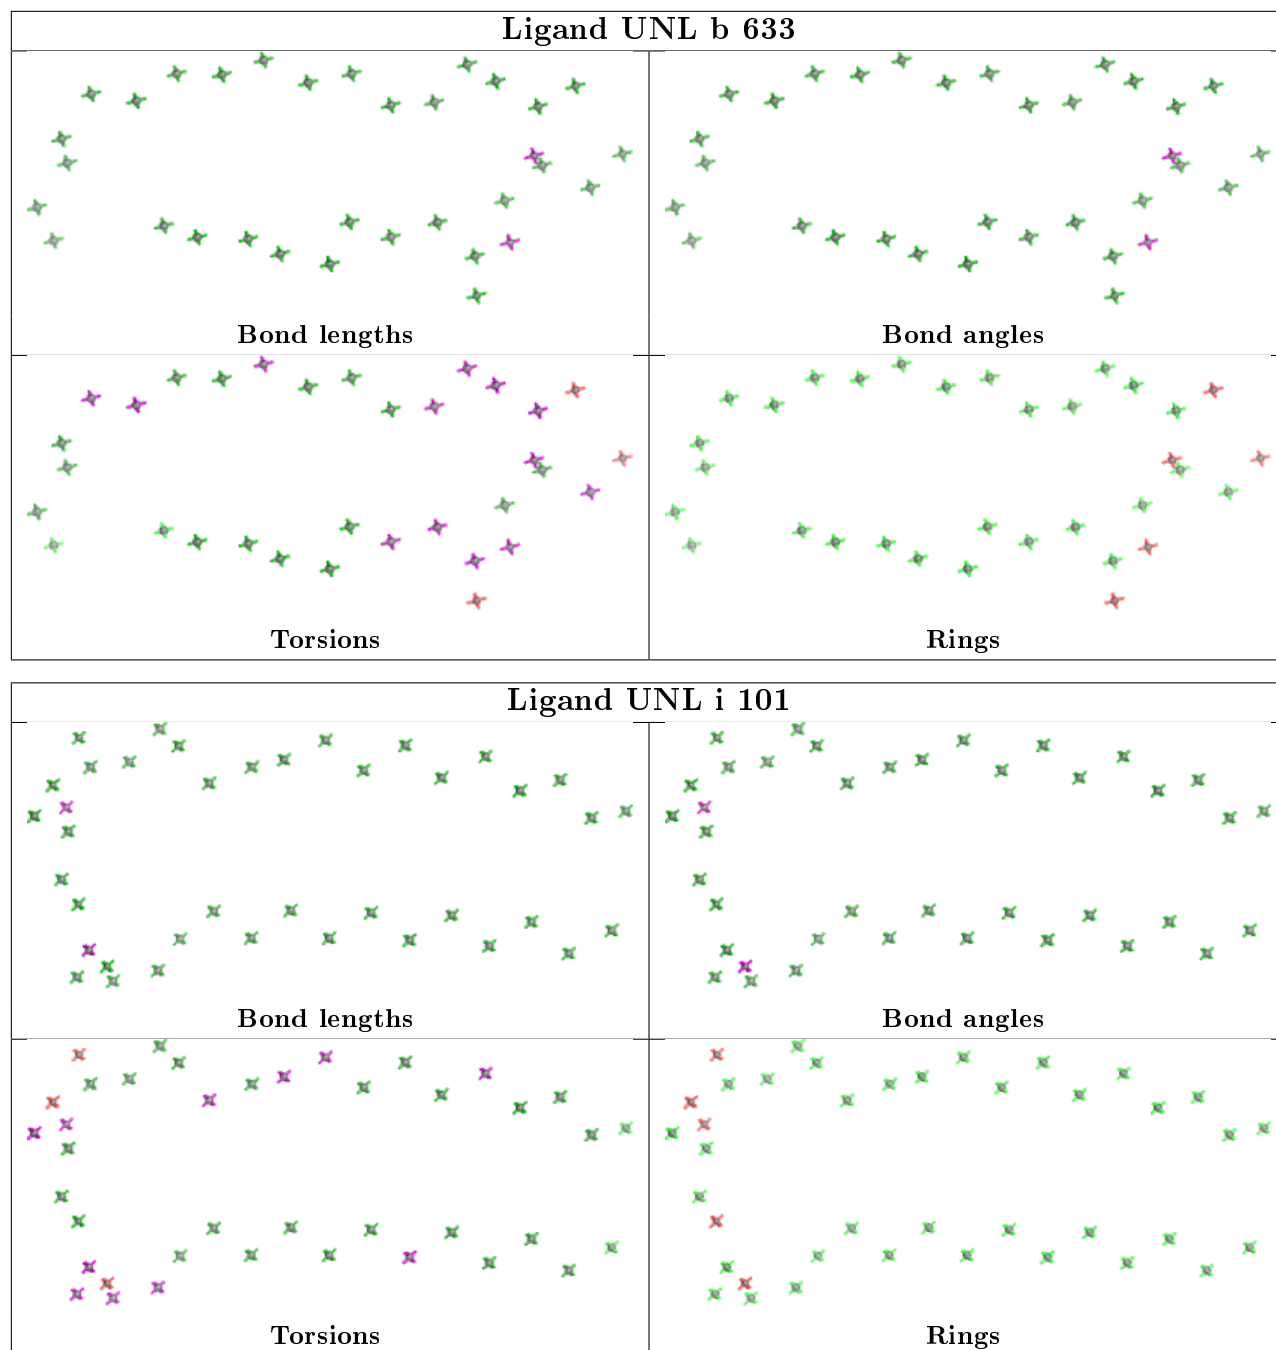 Ligand UNL b 633
Bond lengths
Bond angles
Torsions
Rings
Ligand UNL i 101
Bond lengths
Bond angles
Torsions
Rings